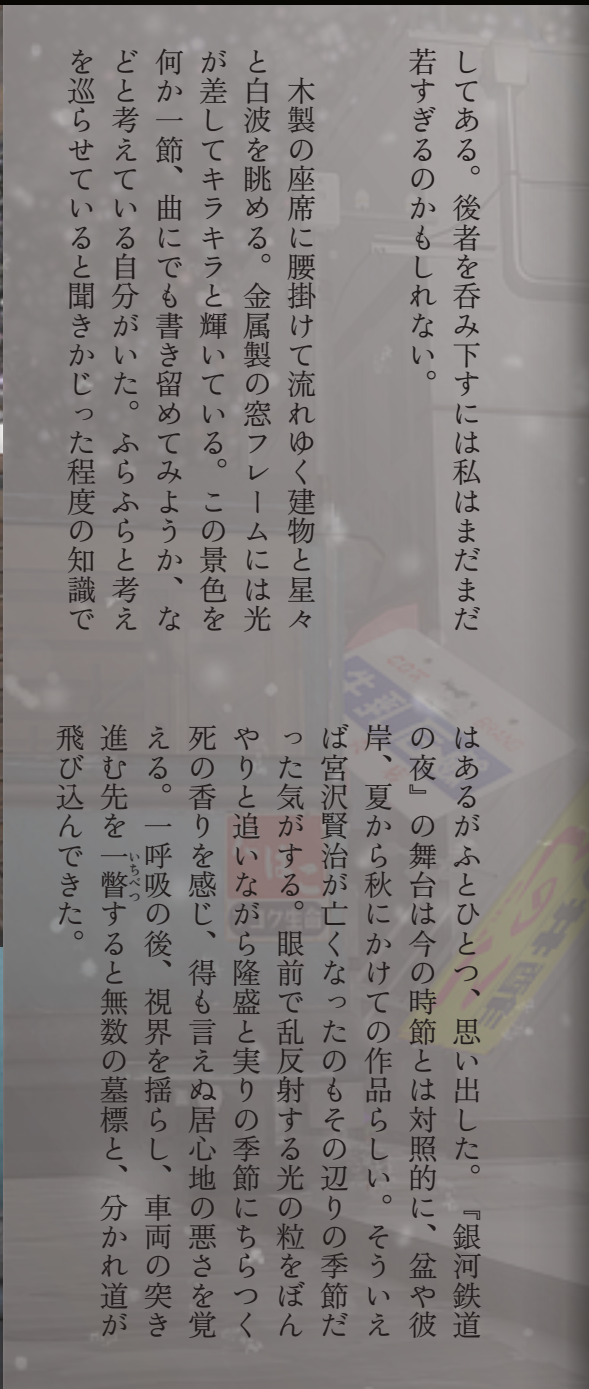 してある。後者を呑み下すには私はまだまだ
若すぎるのかもしれない。
木製の座席に腰掛けて流れゆく建物と星々
と白波を眺める。金属製の窓フレームには光
が差してキラキラと輝いている。この景色を
何か一節、曲にでも書き留めてみようか、な
どと考えている自分がいた。ふらふらと考え
を巡らせていると聞きかじった程度の知識で
はあるがふとひとつ、思い出した。『銀河鉄道
の夜』の舞台は今の時節とは対照的に、盆や彼
岸、夏から秋にかけての作品らしい。そういえ
ば宮沢賢治が亡くなったのもその辺りの季節だ
った気がする。眼前で乱反射する光の粒をぼん
やりと追いながら隆盛と実りの季節にちらつく
死の香りを感じ、得も言えぬ居心地の悪さを覚
える。一呼吸の後、視界を揺らし、車両の突き
進む先を一瞥すると無数の墓標と、分かれ道が
いちべつ
飛び込んできた。